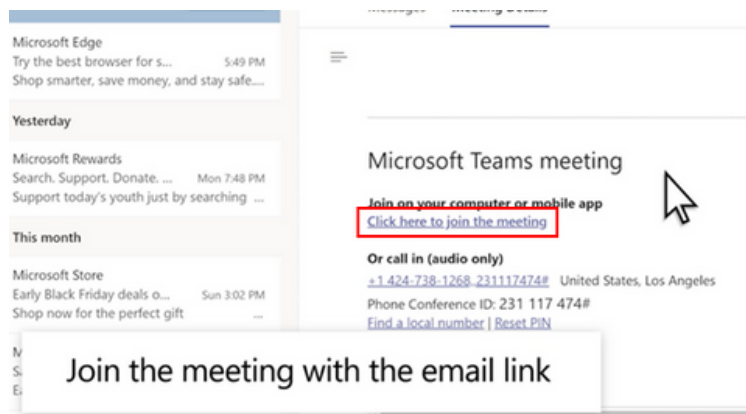 Messages Meeting Details
Microsoft Edge
Try the best browser for s... 5:49 PM
Shop smarter, save money, and stay safe....
Yesterday
Microsoft Rewards
Search. Support. Donate. ... Mon 7:48 PM
Support today's youth just by searching ...
This month
Microsoft Store
Early Black Friday deals o... Sun 3:02 PM
Shop now for the perfect gift ...
Microsoft Teams meeting
Join on your computer or mobile app
Click here to join the meeting
Or call in (audio only)
+1 424-738-1268,,231117474# United States, Los Angeles
Phone Conference ID: 231 117 474#
Find a local number | Reset PIN
Join the meeting with the email link